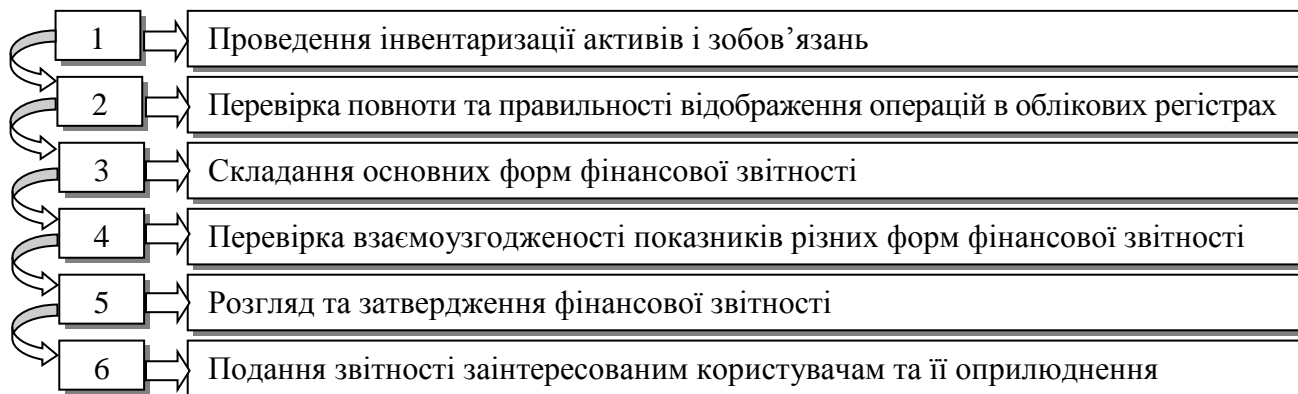 1 Проведення інвентаризації активів і зобов’язань
2 Перевірка повноти та правильності відображення операцій в облікових регістрах
3 Складання основних форм фінансової звітності
4 Перевірка взаємоузгодженості показників різних форм фінансової звітності
5 Розгляд та затвердження фінансової звітності
6 Подання звітності заінтересованим користувачам та її оприлюднення